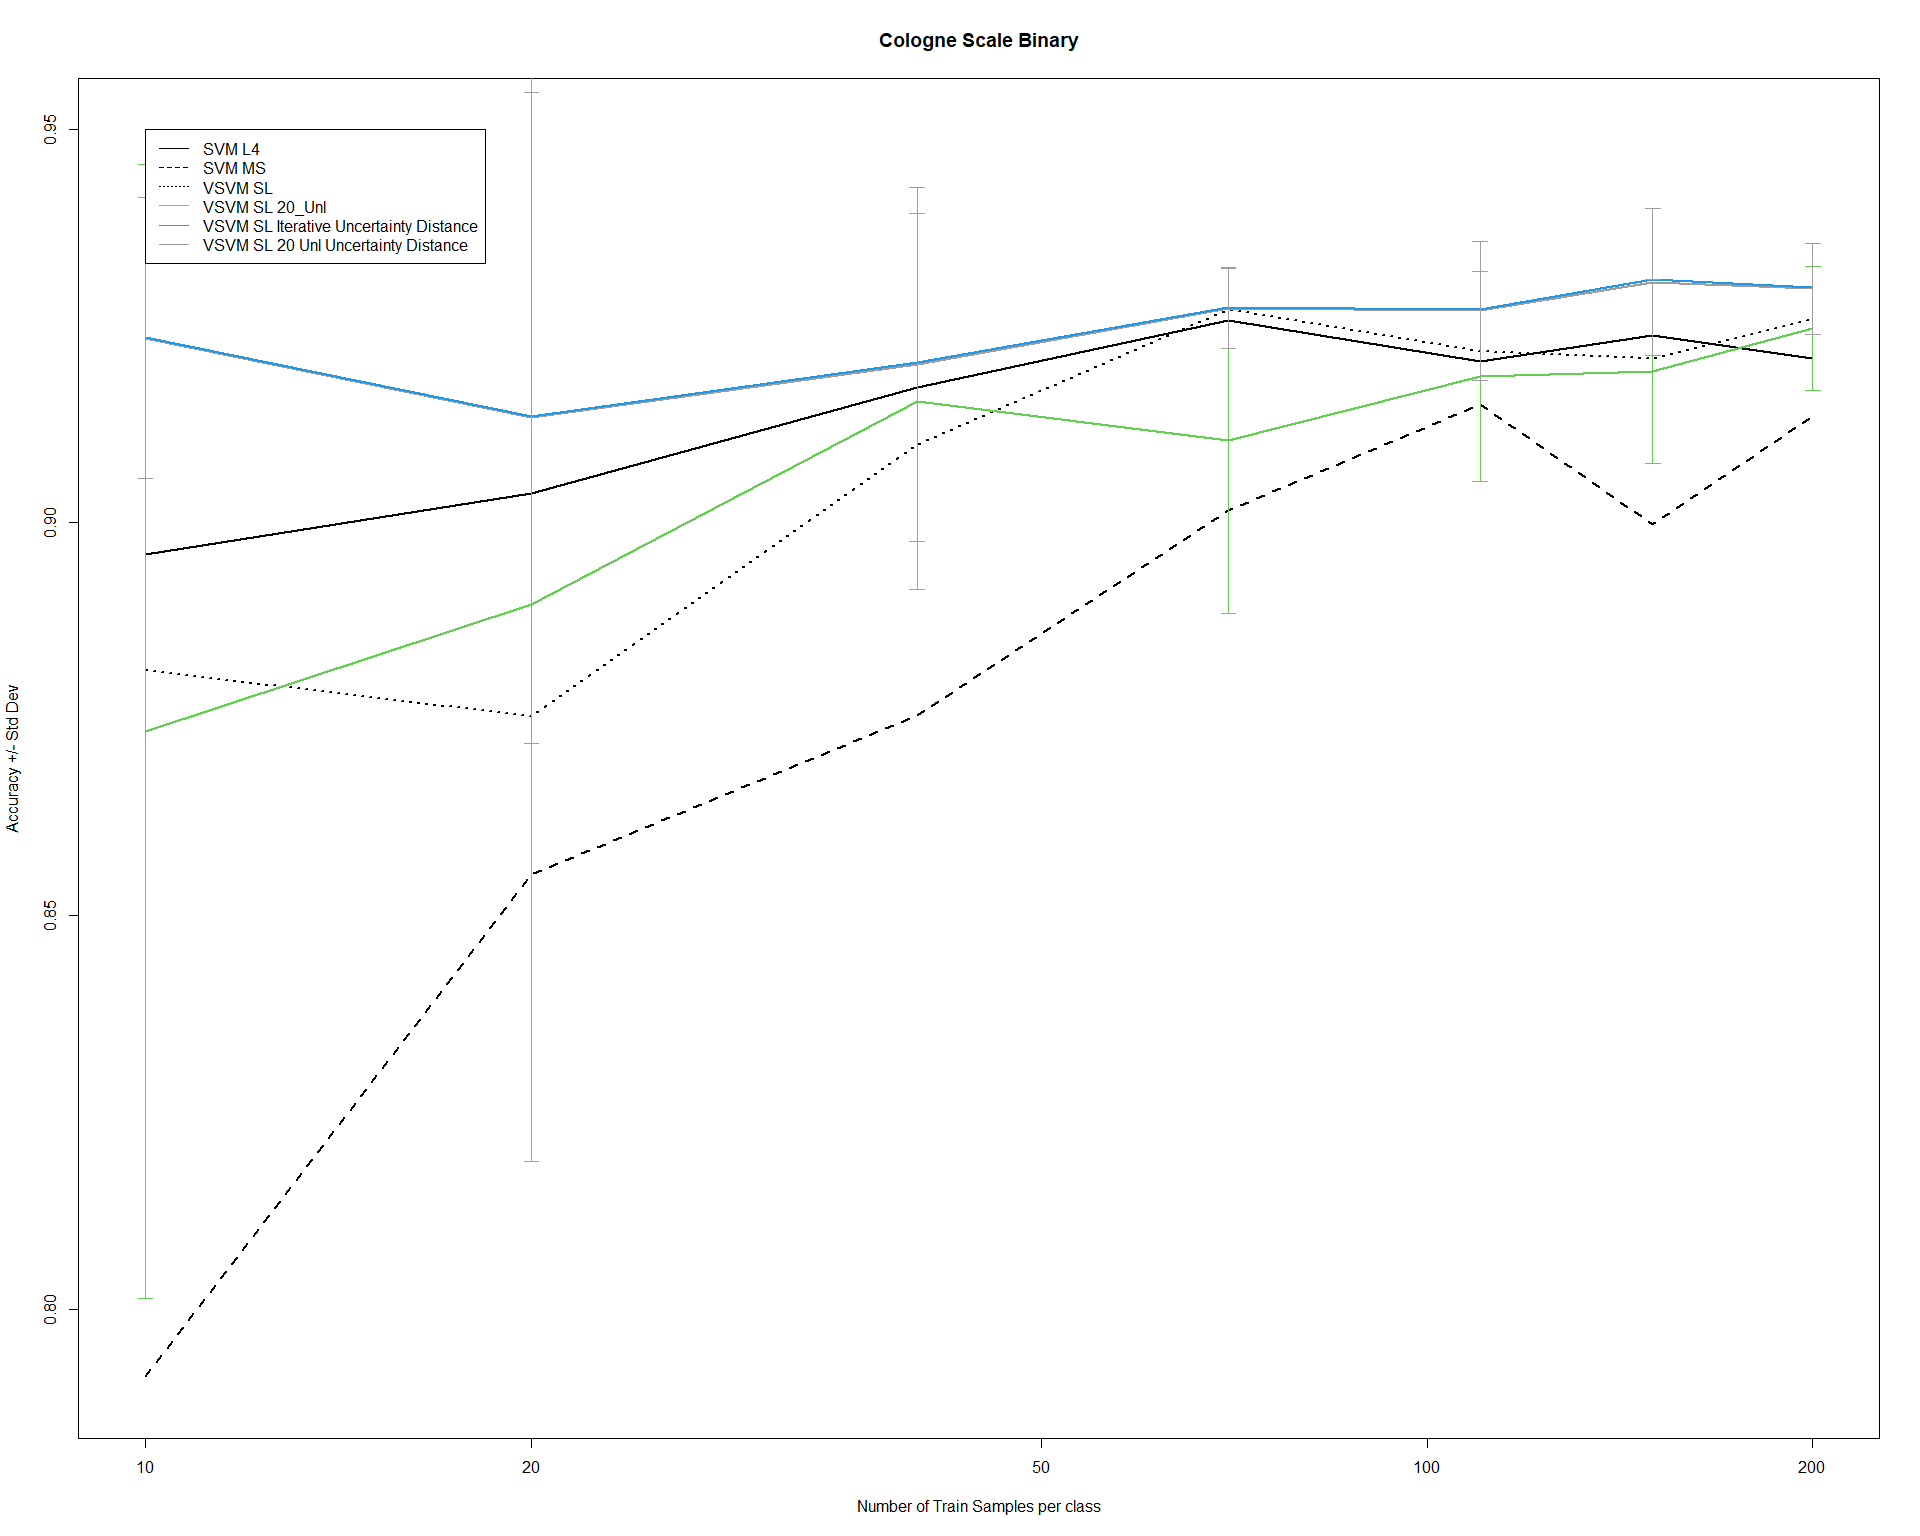 Cologne Scale Binary
0.95
0.90
0.85
0.80
Accuracy +/- Std Dev
SVM L4
SVM MS
VSVM SL
VSVM SL 20_Unl
VSVM SL Iterative Uncertainty Distance
VSVM SL 20 Unl Uncertainty Distance
10 20 50 100 200
Number of Train Samples per class